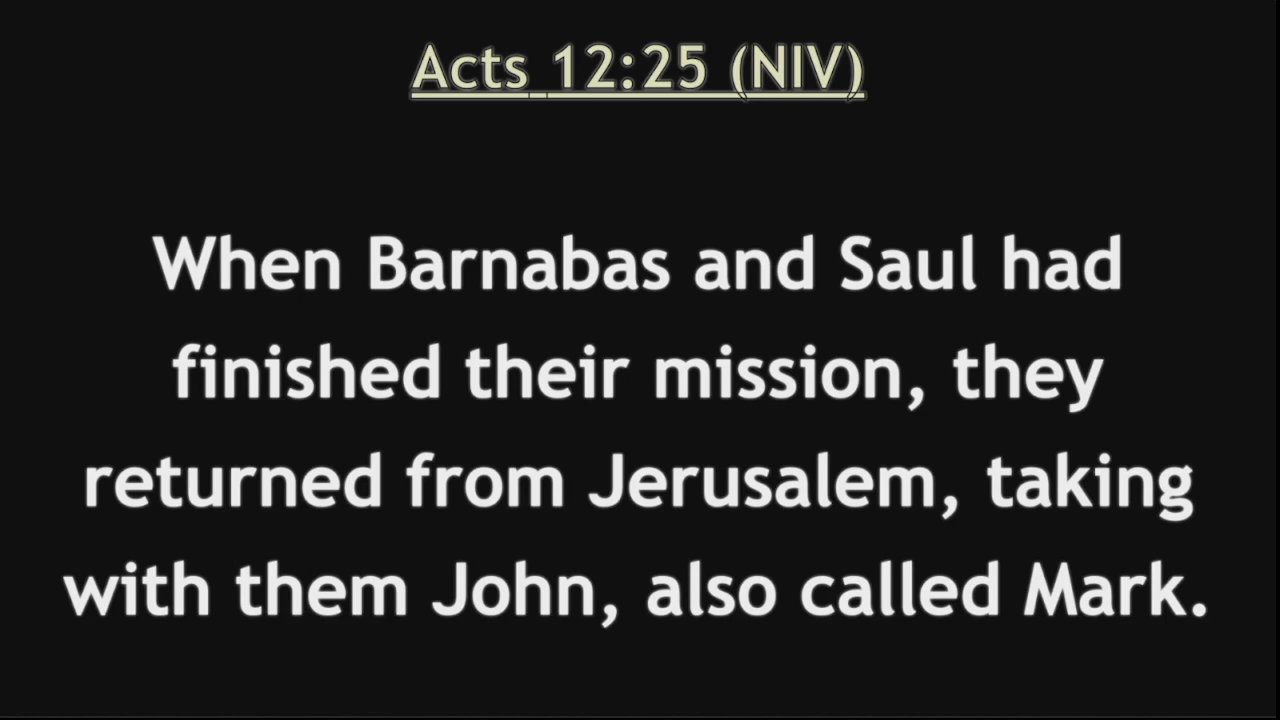 Acts 12:25 (NIV)
When Barnabas and Saul had
finished their mission, they
returned from Jerusalem, taking
with them John, also called Mark.